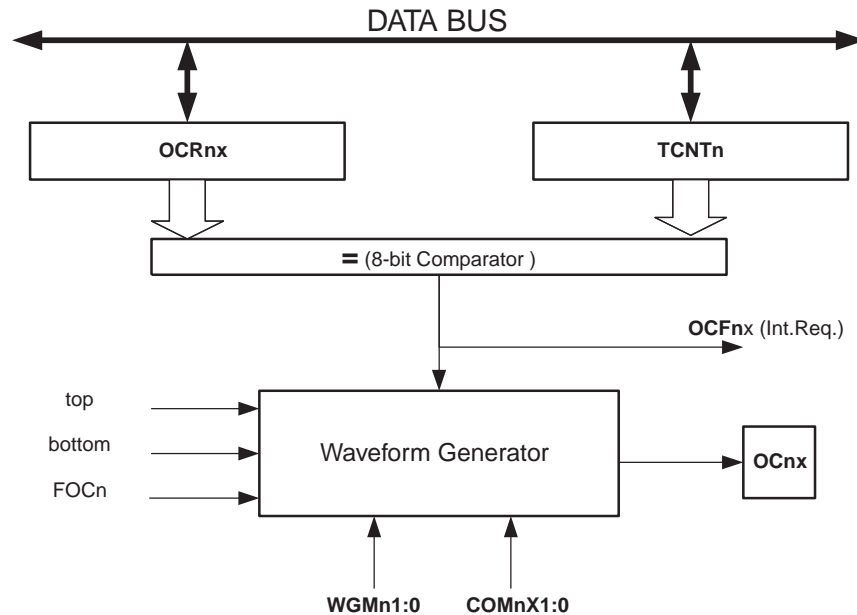 DATA BUS
OCRnx
TCNTn
= (8-bit Comparator )
OCFnx (Int.Req.)
top
bottom
FOCn
Waveform Generator
OCnx
WGMn1:0
COMnX1:0